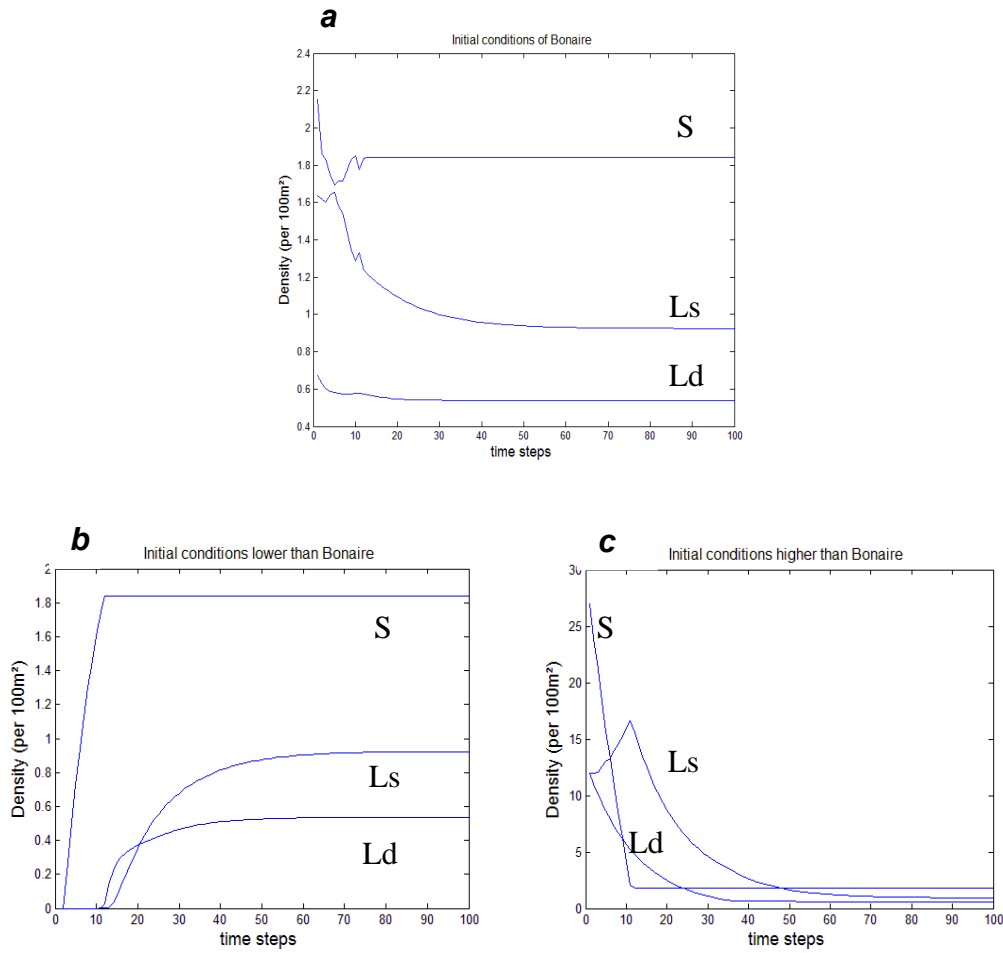 a
Initial conditions of Bonaire
2.4
2.2
2
1.8
1.6
1.4
1.2
1
0.8
0.6
0.4
Density (per 100m²)
S
Ls
Ld
0 10 20 30 40 50 60 70 80 90 100
time steps
b
Initial conditions lower than Bonaire
2
1.8
1.6
1.4
1.2
1
0.8
0.6
0.4
0.2
0
Density (per 100m²)
S
Ls
Ld
0 10 20 30 40 50 60 70 80 90 100
time steps
c
Initial conditions higher than Bonaire
30
25
20
15
10
5
0
Density (per 100m²)
S
Ls
Ld
0 10 20 30 40 50 60 70 80 90 100
time steps